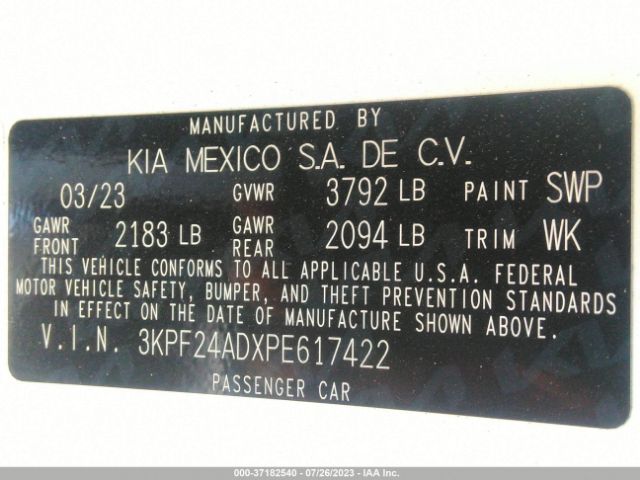 MANUFACTURED BY
KIA MEXICO S.A. DE C.V.
03/23 GVWR 3792 LB PAINT SWP
GAWR FRONT 2183 LB GAWR REAR 2094 LB TRIM WK
THIS VEHICLE CONFORMS TO ALL APPLICABLE U.S.A. FEDERAL
MOTOR VEHICLE SAFETY, BUMPER, AND THEFT PREVENTION STANDARDS
IN EFFECT ON THE DATE OF MANUFACTURE SHOWN ABOVE.
V.I.N. 3KPF24ADXPE617422
PASSENGER CAR
000-37182540 - 07/26/2023 - IAA Inc.